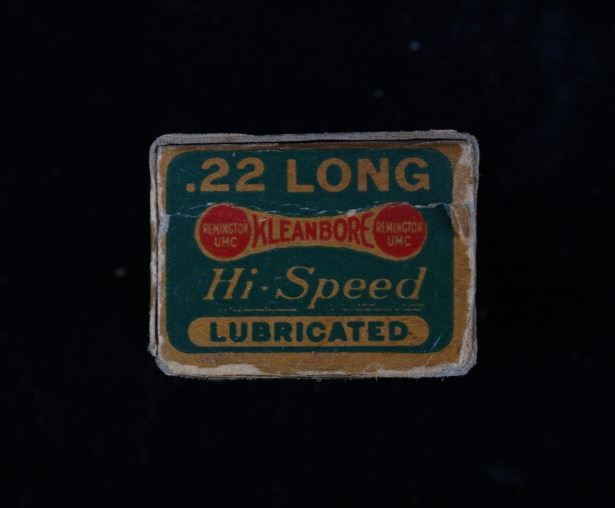 .22 LONG
REMINGTON UMC KLEANBORE REMINGTON UMC
Hi-Speed
LUBRICATED